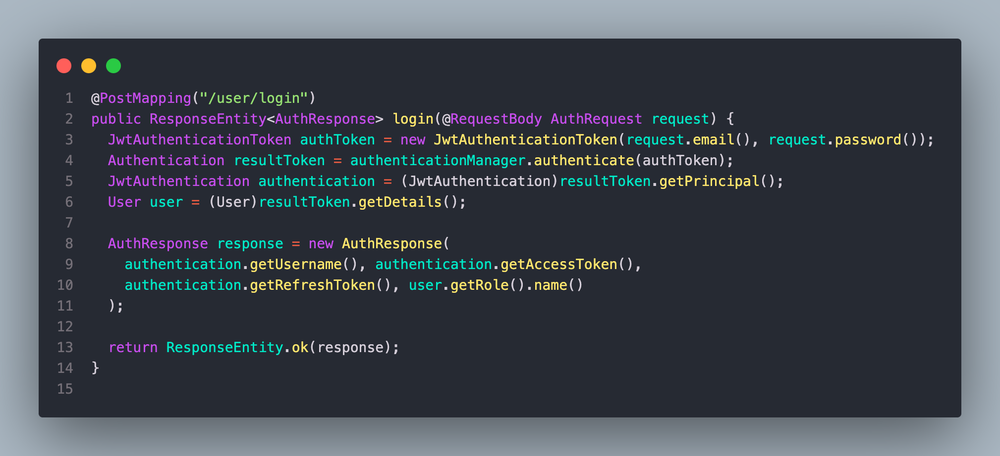 1 @PostMapping("/user/login")
2 public ResponseEntity<AuthResponse> login(@RequestBody AuthRequest request) {
3   JwtAuthenticationToken authToken = new JwtAuthenticationToken(request.email(), request.password());
4   Authentication resultToken = authenticationManager.authenticate(authToken);
5   JwtAuthentication authentication = (JwtAuthentication)resultToken.getPrincipal();
6   User user = (User)resultToken.getDetails();
7
8   AuthResponse response = new AuthResponse(
9     authentication.getUsername(), authentication.getAccessToken(),
10     authentication.getRefreshToken(), user.getRole().name()
11   );
12
13   return ResponseEntity.ok(response);
14 }
15